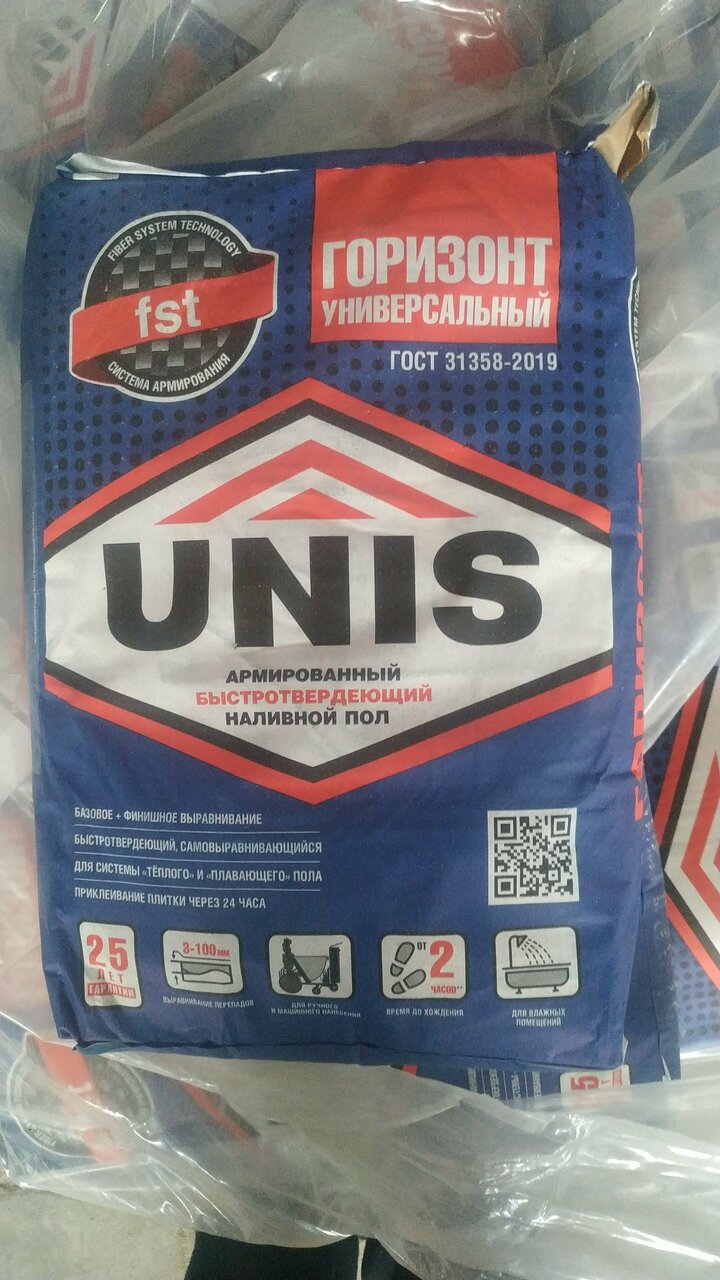 FIBER SYSTEM TECHNOLOGY
fst
СИСТЕМА АРМИРОВАНИЯ
ГОРИЗОНТ
УНИВЕРСАЛЬНЫЙ
ГОСТ 31358-2019
UNIS
АРМИРОВАННЫЙ
БЫСТРОТВЕРДЕЮЩИЙ
НАЛИВНОЙ ПОЛ
БАЗОВОЕ + ФИНИШНОЕ ВЫРАВНИВАНИЕ
БЫСТРОТВЕРДЕЮЩИЙ, САМОВЫРАВНИВАЮЩИЙСЯ
ДЛЯ СИСТЕМЫ «ТЁПЛОГО» И «ПЛАВАЮЩЕГО» ПОЛА
ПРИКЛЕИВАНИЕ ПЛИТКИ ЧЕРЕЗ 24 ЧАСА
25
ЛЕТ
ГАРАНТИИ
3-100 мм
ВЫРАВНИВАНИЕ ПЕРЕПАДОВ
ДЛЯ РУЧНОГО
И МАШИННОГО НАНЕСЕНИЯ
ОТ
2
ЧАСОВ**
ВРЕМЯ ДО ХОЖДЕНИЯ
ДЛЯ ВЛАЖНЫХ
ПОМЕЩЕНИЙ